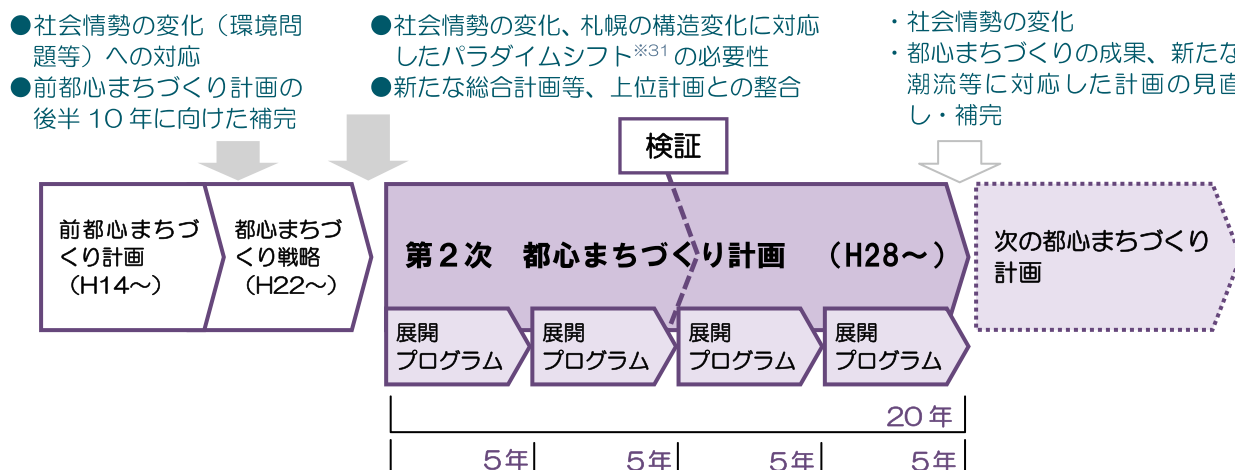 ●社会情勢の変化（環境問
題等）への対応
●前都心まちづくり計画の
後半10年に向けた補完
●社会情勢の変化、札幌の構造変化に対応
したパラダイムシフト※31の必要性
●新たな総合計画等、上位計画との整合
・社会情勢の変化
・都心まちづくりの成果、新たな
潮流等に対応した計画の見直
し・補完
検証
前都心まちづ
くり計画
（H14～）
都心まちづ
くり戦略
（H22～）
第２次　都心まちづくり計画　（H28～）
次の都心まちづくり
計画
展開
プログラム
展開
プログラム
展開
プログラム
展開
プログラム
20年
5年
5年
5年
5年